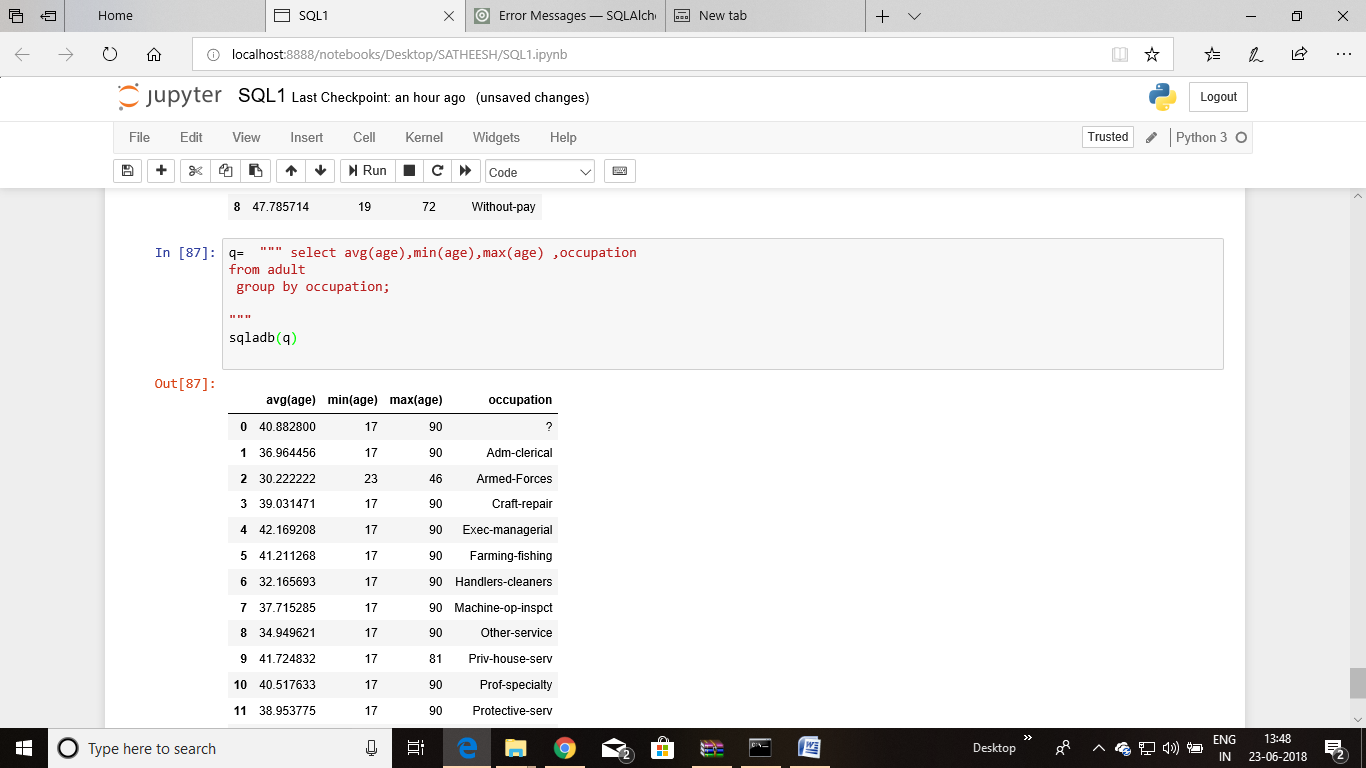 Home
SQL1
Error Messages — SQLAlch
New tab
localhost:8888/notebooks/Desktop/SATHEESH/SQL1.ipynb
jupyter SQL1 Last Checkpoint: an hour ago (unsaved changes)
Logout
File Edit View Insert Cell Kernel Widgets Help
Trusted
Python 3
Run
Code
8 47.785714 19 72 Without-pay
In [87]: q= """ select avg(age),min(age),max(age) ,occupation
from adult
group by occupation;
"""
sqladb(q)
Out[87]:
avg(age) min(age) max(age) occupation
0 40.882800 17 90 ?
1 36.964456 17 90 Adm-clerical
2 30.222222 23 46 Armed-Forces
3 39.031471 17 90 Craft-repair
4 42.169208 17 90 Exec-managerial
5 41.211268 17 90 Farming-fishing
6 32.165693 17 90 Handlers-cleaners
7 37.715285 17 90 Machine-op-inspct
8 34.949621 17 90 Other-service
9 41.724832 17 81 Priv-house-serv
10 40.517633 17 90 Prof-specialty
11 38.953775 17 90 Protective-serv
Type here to search
2
Desktop
ENG
IN
13:48
23-06-2018
2